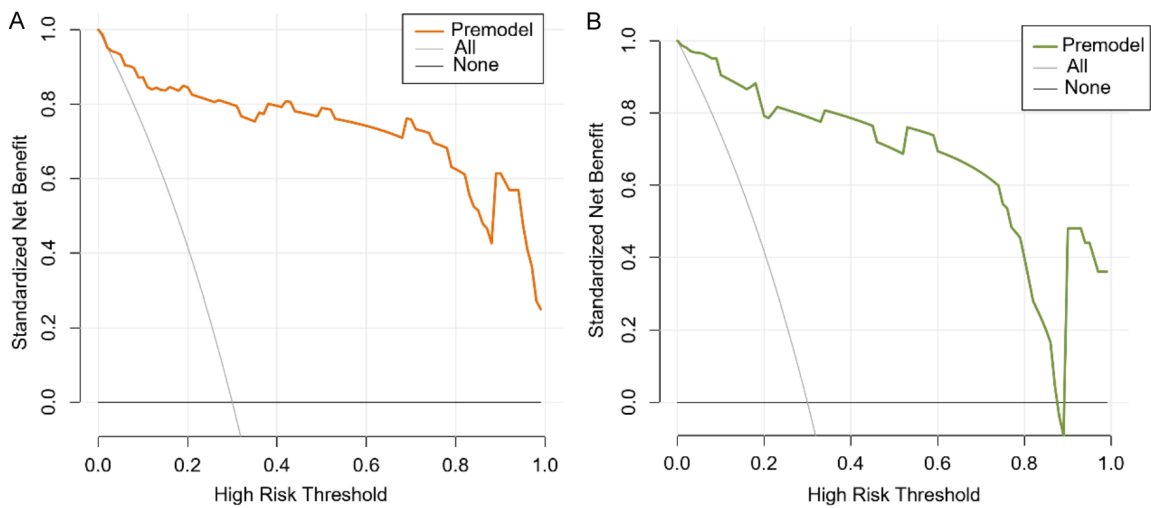 A
Premodel
All
None
Standardized Net Benefit
1.0
0.8
0.6
0.4
0.2
0.0
0.0 0.2 0.4 0.6 0.8 1.0
High Risk Threshold
B
Premodel
All
None
Standardized Net Benefit
1.0
0.8
0.6
0.4
0.2
0.0
0.0 0.2 0.4 0.6 0.8 1.0
High Risk Threshold